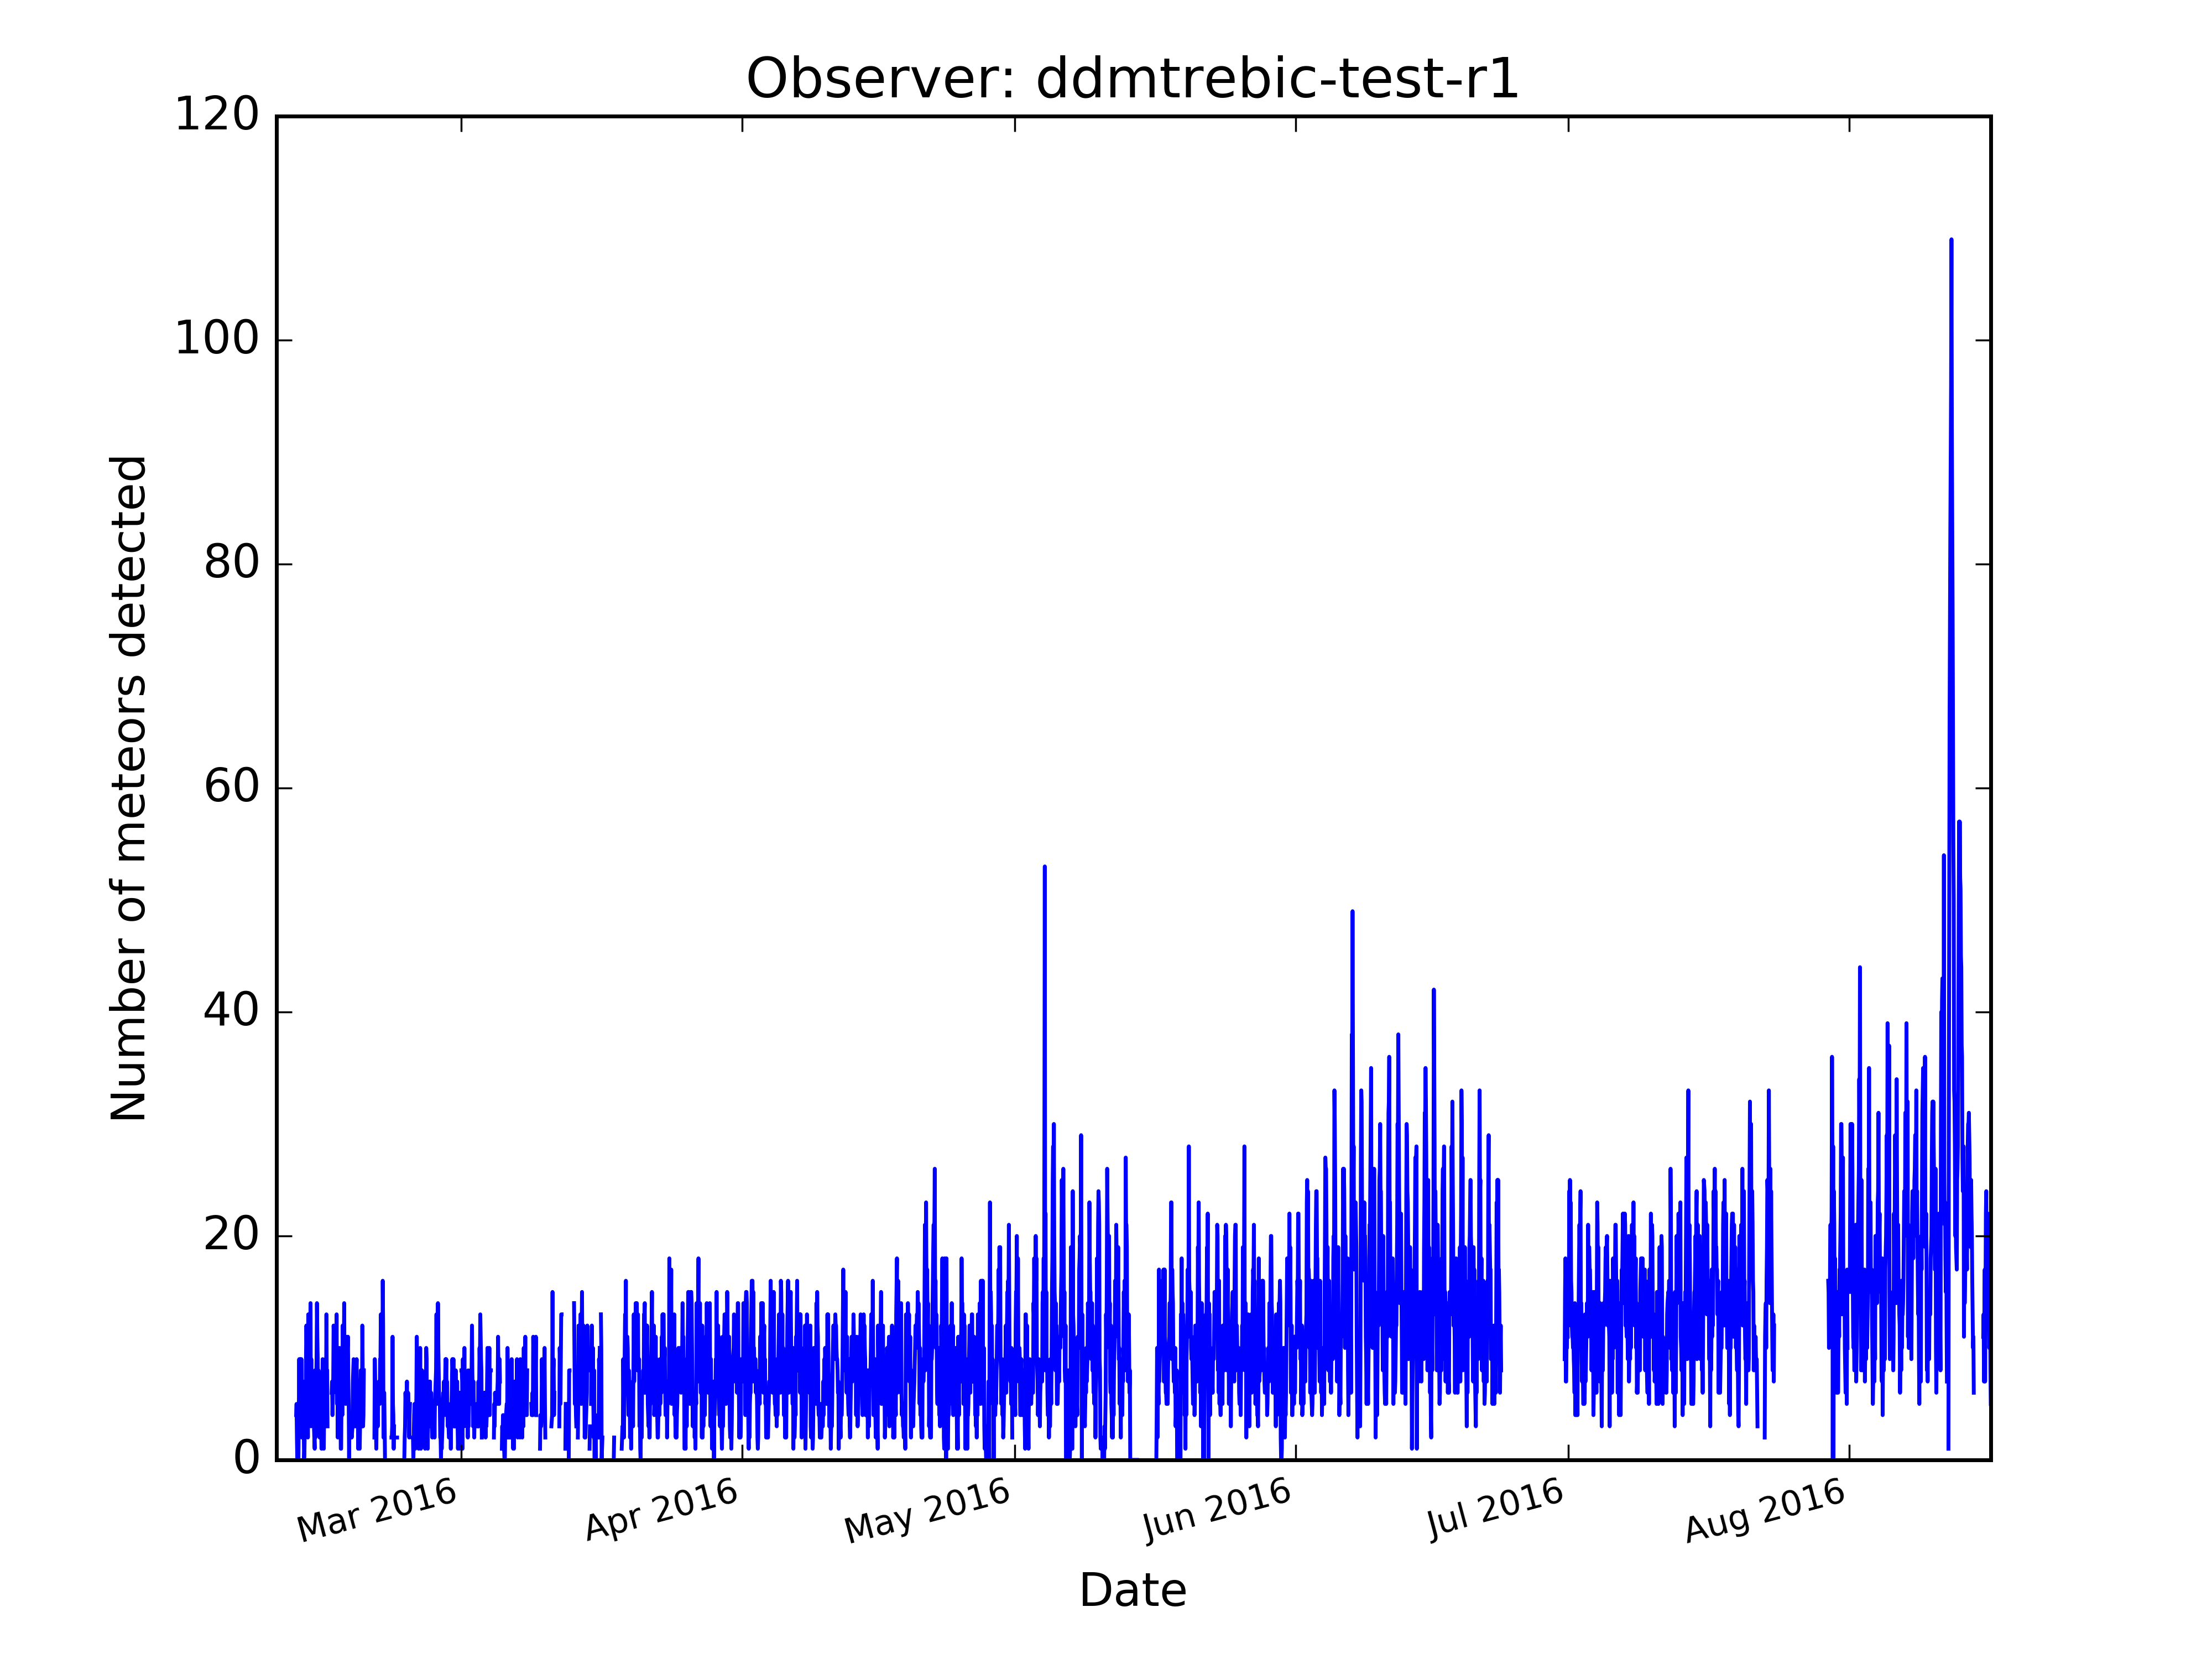 Observer: ddmtrebic-test-r1
120
100
80
60
40
20
0
Number of meteors detected
Mar 2016
Apr 2016
May 2016
Jun 2016
Jul 2016
Aug 2016
Date